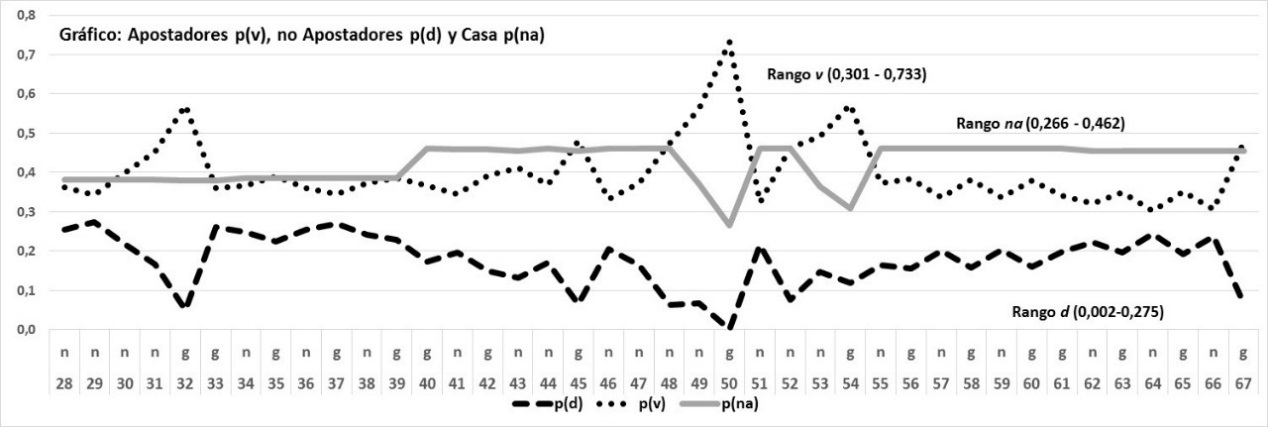 0,8
Gráfico: Apostadores p(v), no Apostadores p(d) y Casa p(na)
0,7
Rango v (0,301 - 0,733)
0,6
Rango na (0,266 - 0,462)
0,5
0,4
0,3
0,2
0,1
Rango d (0,002-0,275)
0,0
n n n n g g n g n n n g g n g n n g n n n n g n n n g g g n g n g g n g n g n g
28 29 30 31 32 33 34 35 36 37 38 39 40 41 42 43 44 45 46 47 48 49 50 51 52 53 54 55 56 57 58 59 60 61 62 63 64 65 66 67
p(d) p(v) p(na)